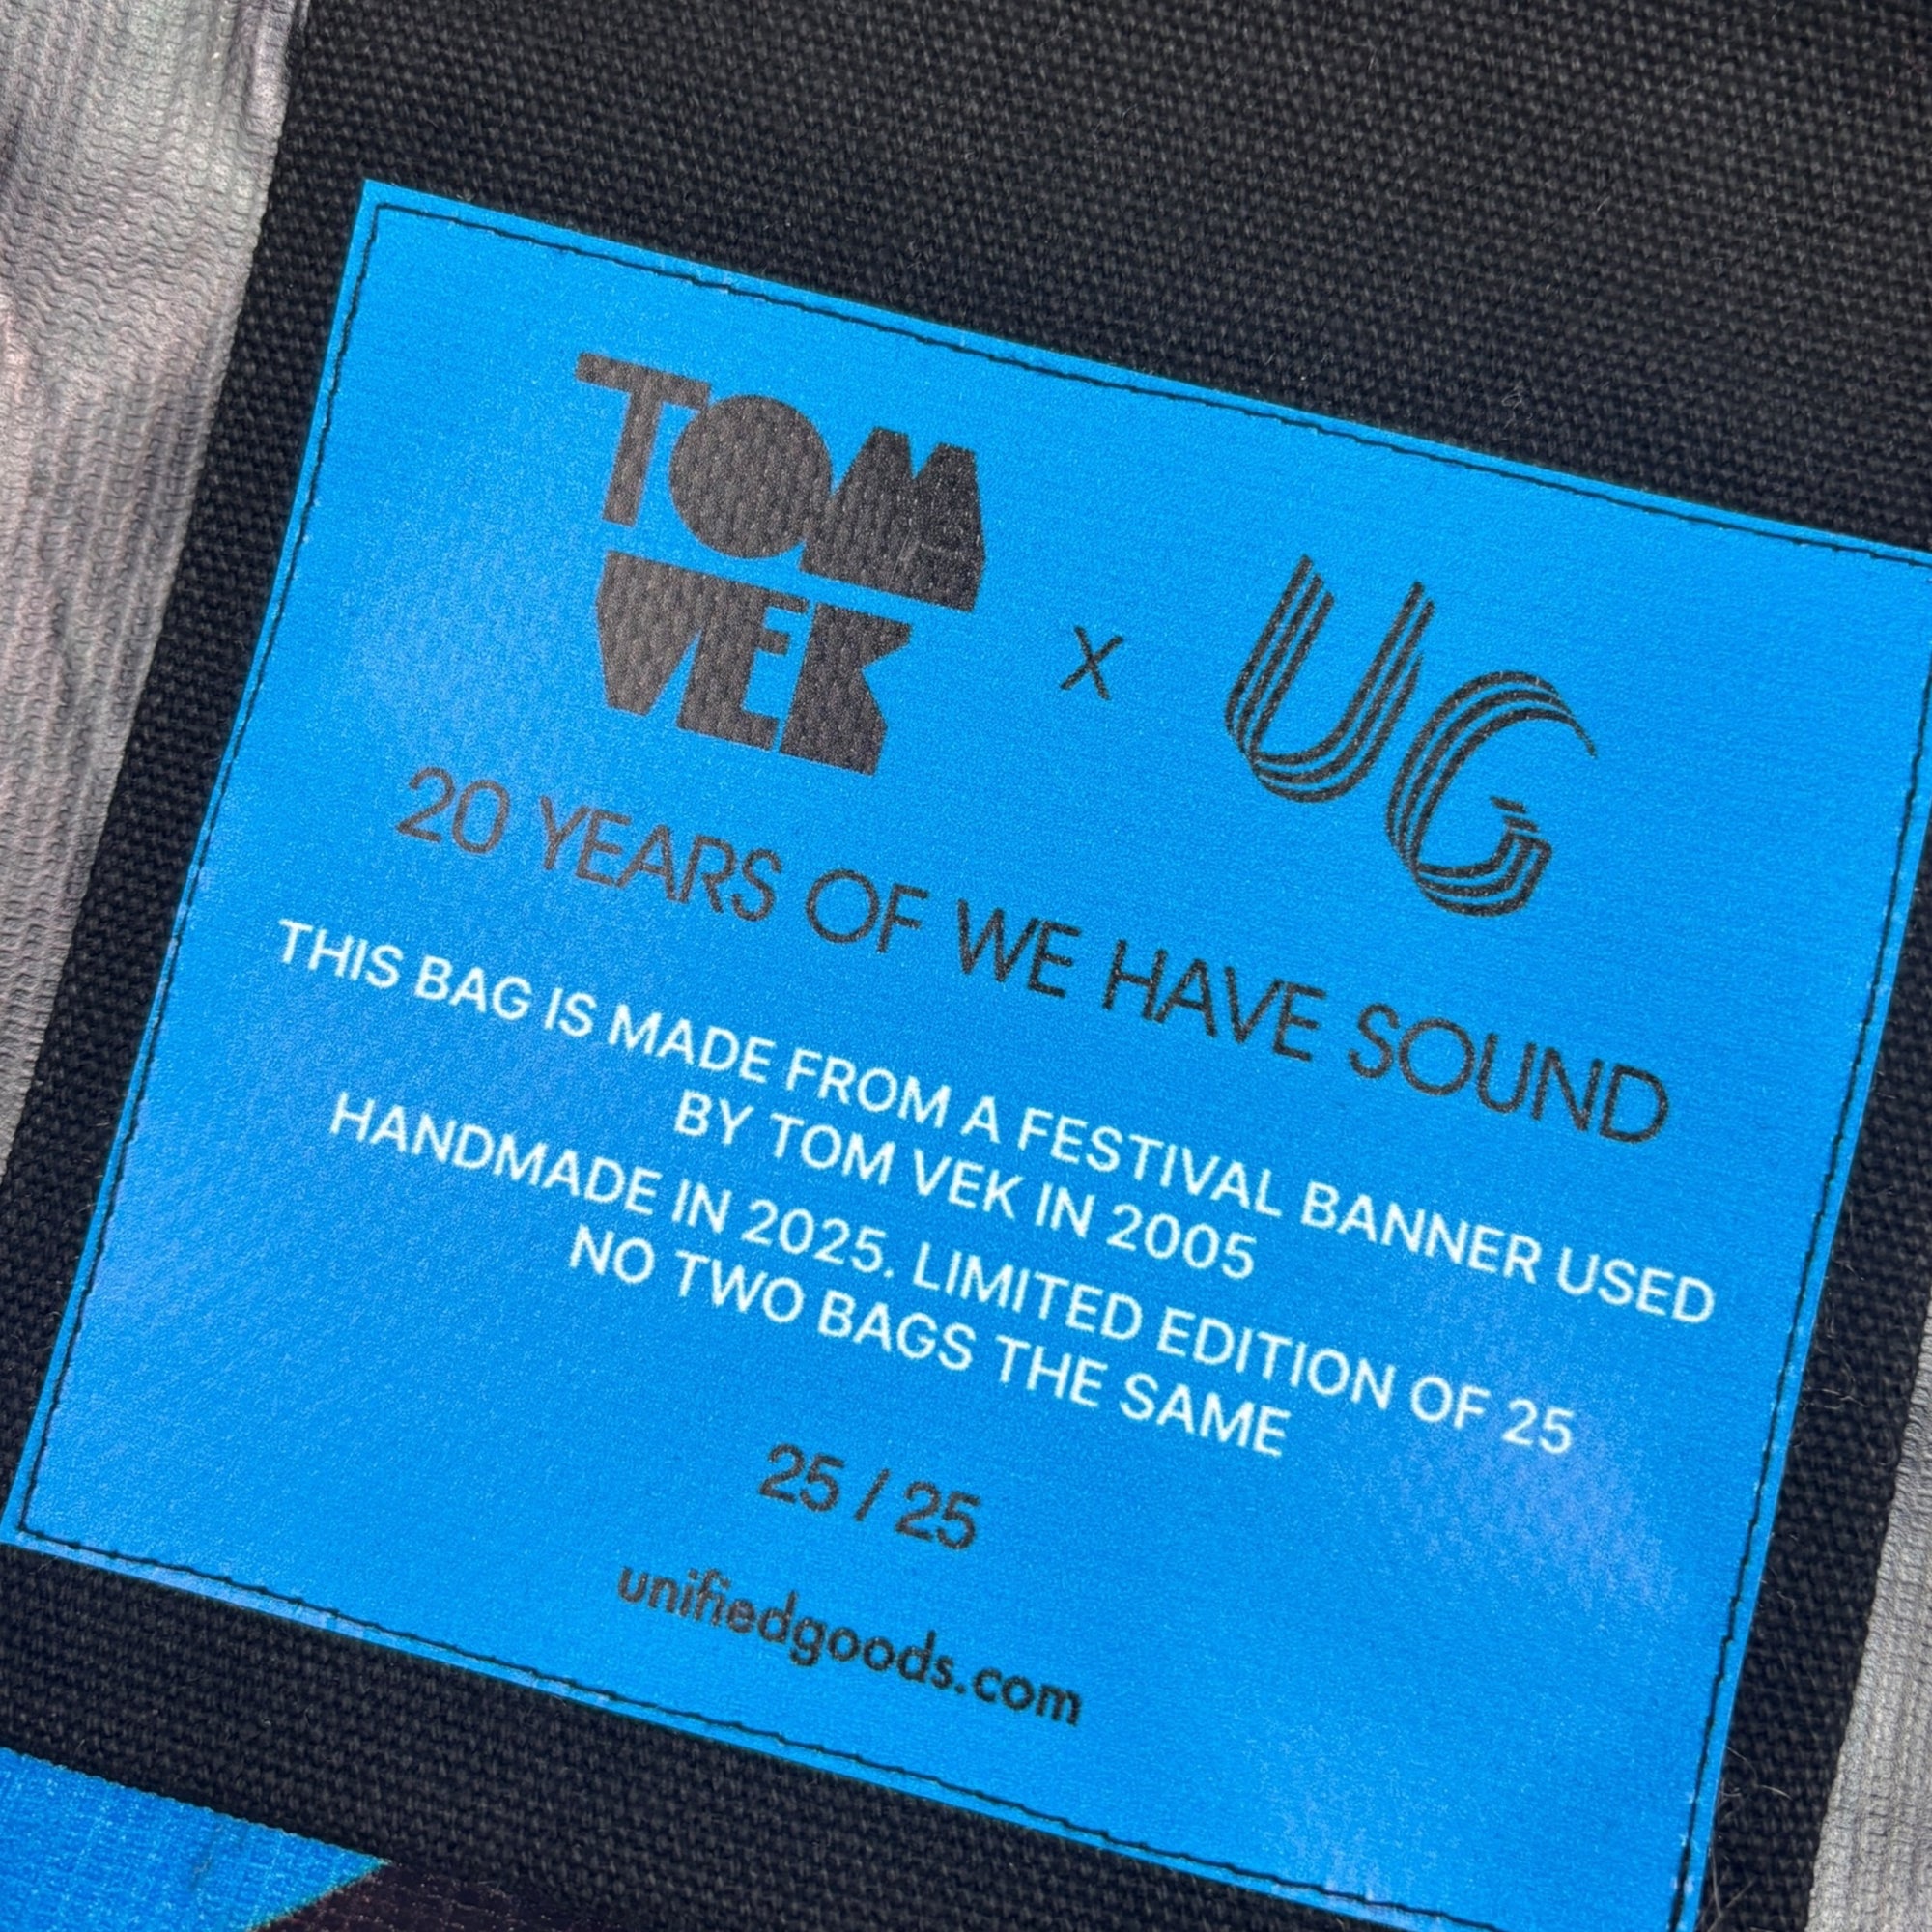 TOM
VEK
X
UG
20 YEARS OF WE HAVE SOUND
THIS BAG IS MADE FROM A FESTIVAL BANNER USED
BY TOM VEK IN 2005
HANDMADE IN 2025. LIMITED EDITION OF 25
NO TWO BAGS THE SAME
25 / 25
unifiedgoods.com